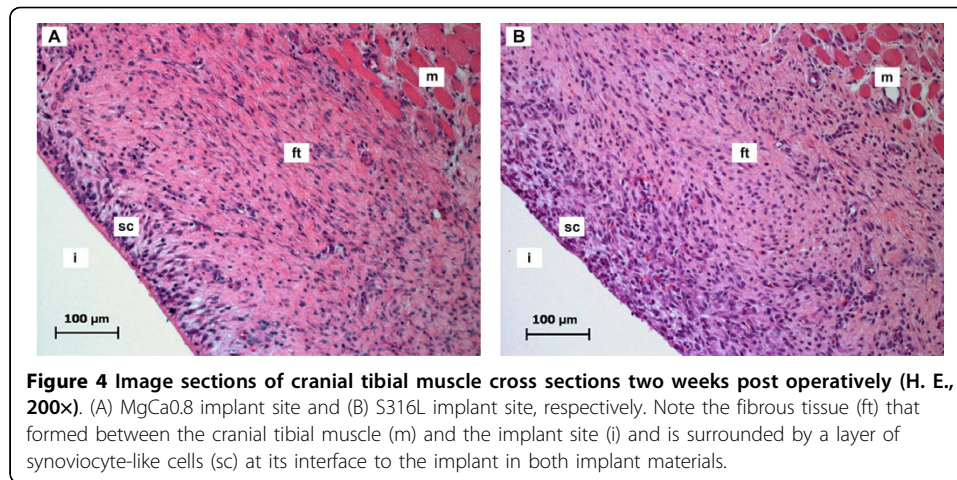 A
B
m
m
ft
ft
sc
sc
i
i
100 µm
100 µm
Figure 4 Image sections of cranial tibial muscle cross sections two weeks post operatively (H. E.,
200×). (A) MgCa0.8 implant site and (B) S316L implant site, respectively. Note the fibrous tissue (ft) that
formed between the cranial tibial muscle (m) and the implant site (i) and is surrounded by a layer of
synoviocyte-like cells (sc) at its interface to the implant in both implant materials.